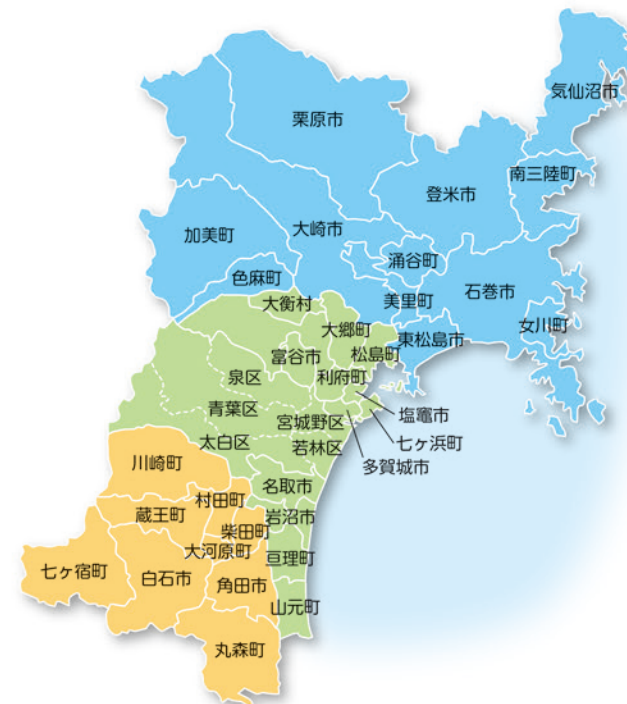 気仙沼市
栗原市
南三陸町
登米市
大崎市
加美町
涌谷町
色麻町
石巻市
美里町
大衡村
女川町
大郷町
東松島市
富谷市
松島町
泉区
利府町
青葉区
塩竈市
宮城野区
太白区
若林区
七ヶ浜町
多賀城市
川崎町
名取市
村田町
蔵王町
岩沼市
柴田町
大河原町
亘理町
七ヶ宿町
白石市
角田市
山元町
丸森町